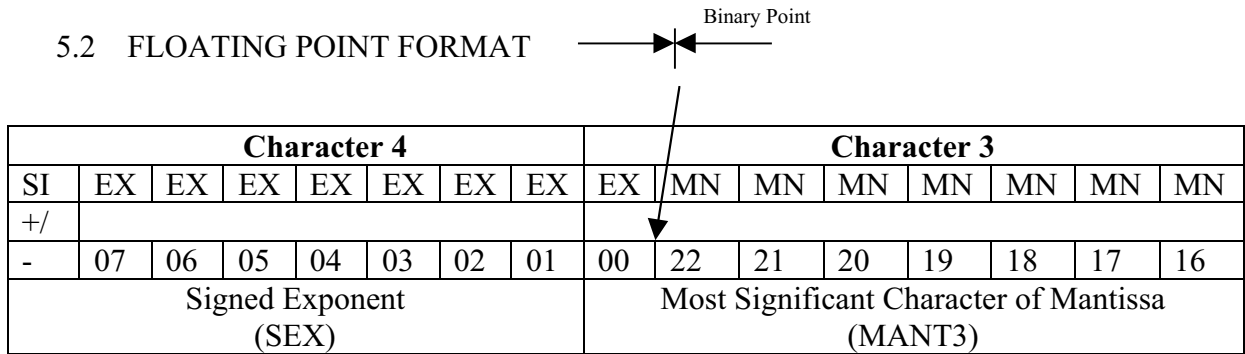 Binary Point
5.2 FLOATING POINT FORMAT
Character 4 Character 3
SI EX EX EX EX EX EX EX EX MN MN MN MN MN MN MN
+/
- 07 06 05 04 03 02 01 00 22 21 20 19 18 17 16
Signed Exponent Most Significant Character of Mantissa
(SEX) (MANT3)